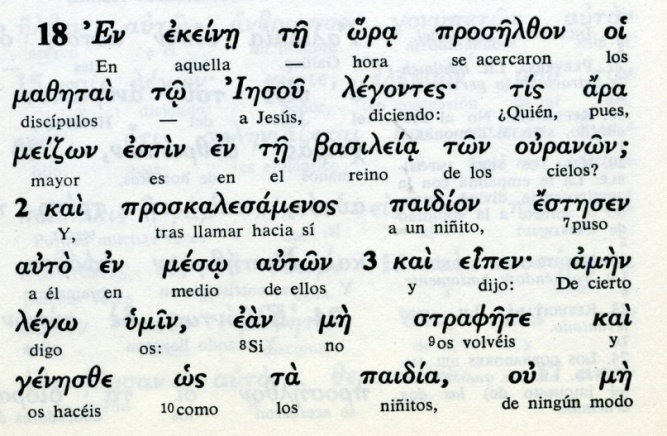 18 Ἐν ἐκείνῃ τῇ ὥρᾳ προσῆλθον οἱ
En aquella la hora se acercaron los
μαθηταὶ τῷ Ἰησοῦ λέγοντες· τίς ἄρα
discípulos a Jesús, diciendo: ¿Quién, pues,
μείζων ἐστὶν ἐν τῇ βασιλείᾳ τῶν οὐρανῶν;
mayor es en el reino de los cielos?
2 καὶ προσκαλεσάμενος παιδίον ἔστησεν
Y, tras llamar hacia sí a un niñito, ⁷puso
αὐτὸ ἐν μέσῳ αὐτῶν 3 καὶ εἶπεν· ἀμὴν
a él en medio de ellos y dijo: De cierto
λέγω ὑμῖν, ἐὰν μὴ στραφῆτε καὶ
digo os: ⁸Si no ⁹os volvéis y
γένησθε ὡς τὰ παιδία, οὐ μὴ
os hacéis ¹⁰como los niñitos, de ningún modo